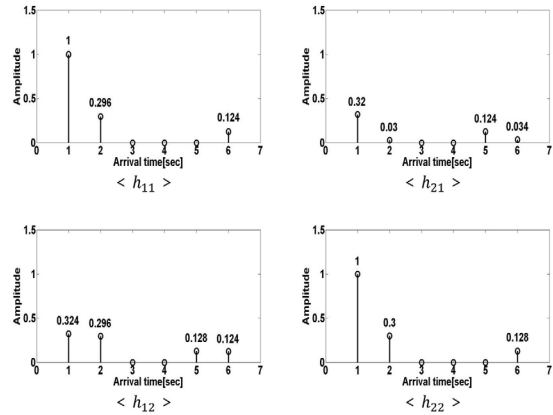 1.5
1
0.5
0
Amplitude
1
0.296
0.124
0 1 2 3 4 5 6 7
Arrival time[sec]
< h11 >
1.5
1
0.5
0
Amplitude
0.32
0.03
0.124
0.034
0 1 2 3 4 5 6 7
Arrival time[sec]
< h21 >
1.5
1
0.5
0
Amplitude
0.324
0.296
0.128
0.124
0 1 2 3 4 5 6 7
Arrival time[sec]
< h12 >
1.5
1
0.5
0
Amplitude
1
0.3
0.128
0 1 2 3 4 5 6 7
Arrival time[sec]
< h22 >